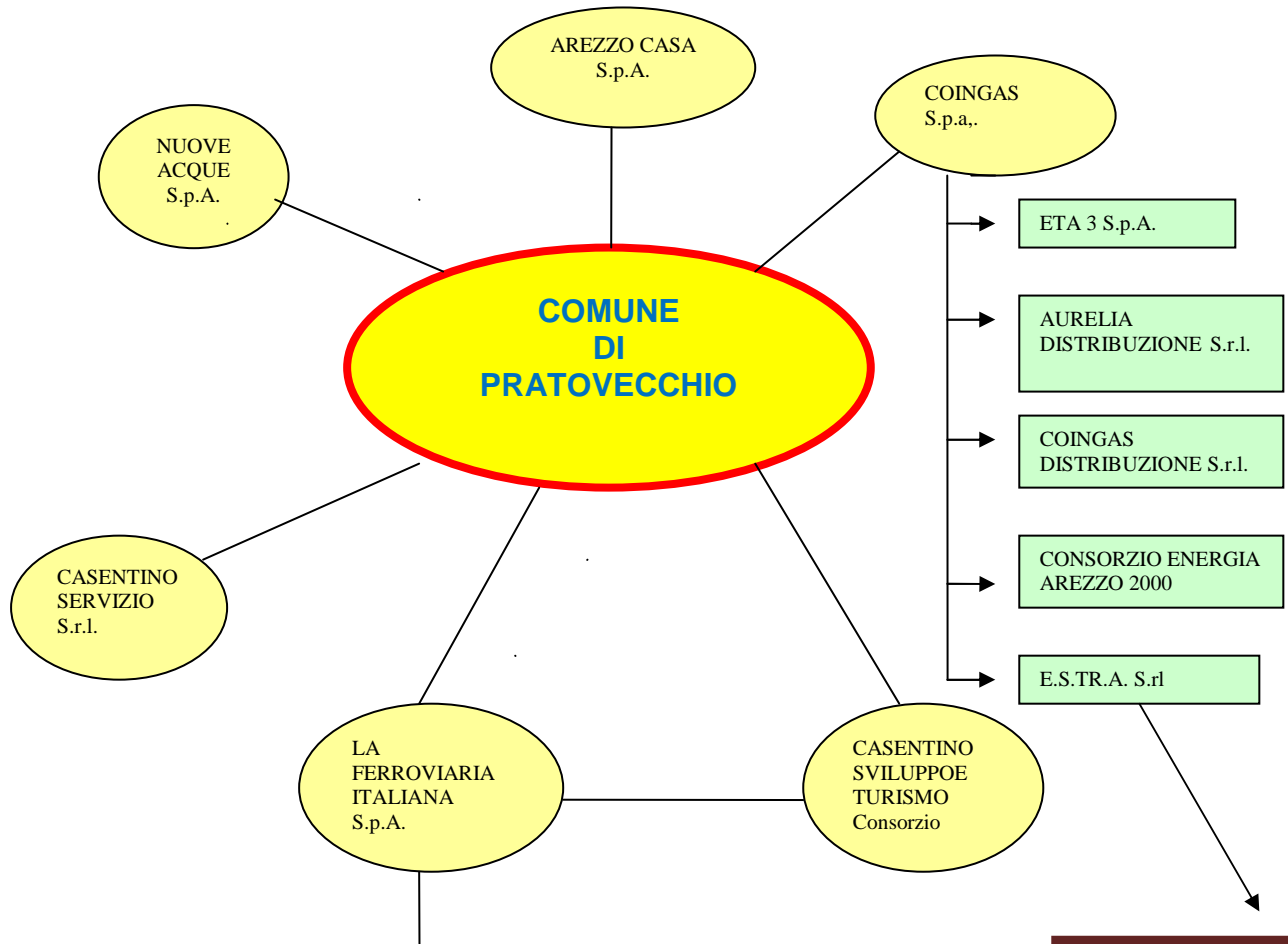 AREZZO CASA
S.p.A.
COINGAS
S.p.a,.
NUOVE
ACQUE
S.p.A.
ETA 3 S.p.A.
COMUNE
DI
PRATOVECCHIO
AURELIA
DISTRIBUZIONE S.r.l.
COINGAS
DISTRIBUZIONE S.r.l.
CONSORZIO ENERGIA
AREZZO 2000
CASENTINO
SERVIZIO
S.r.l.
E.S.TR.A. S.rl
LA
FERROVIARIA
ITALIANA
S.p.A.
CASENTINO
SVILUPPOE
TURISMO
Consorzio